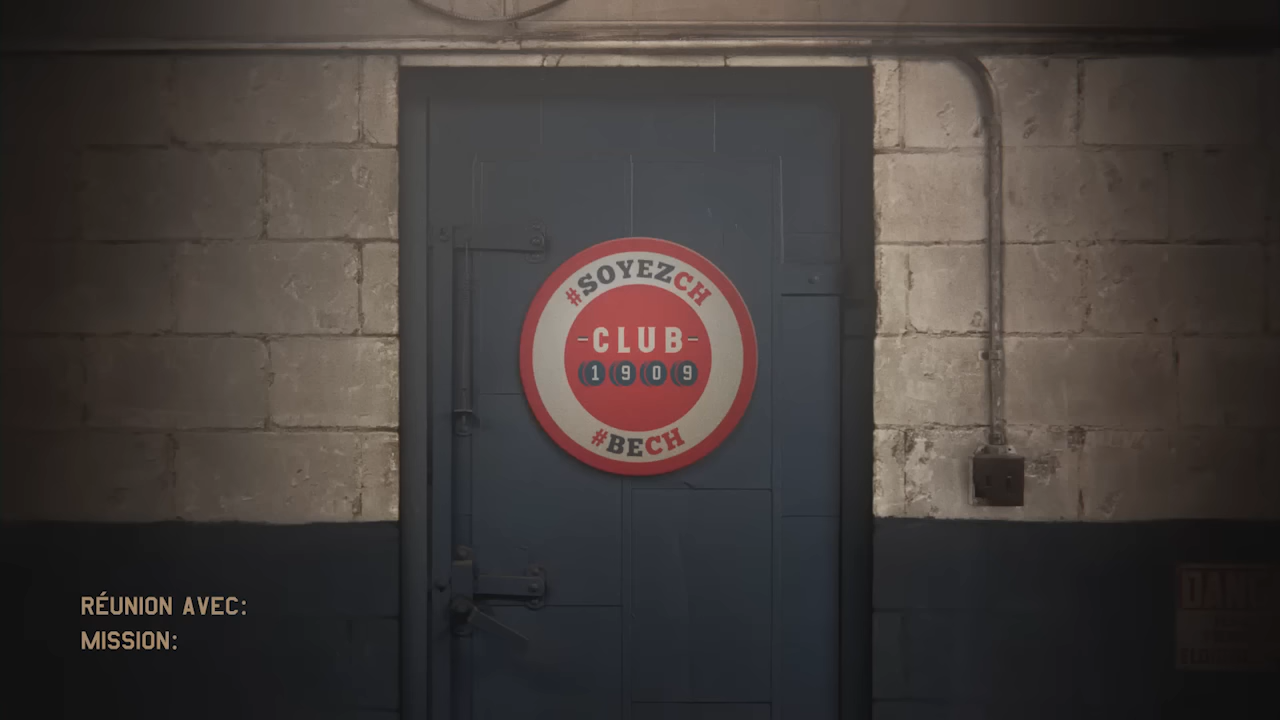 #SOYEZCH
-CLUB-
1909
#BECH
RÉUNION AVEC:
MISSION: